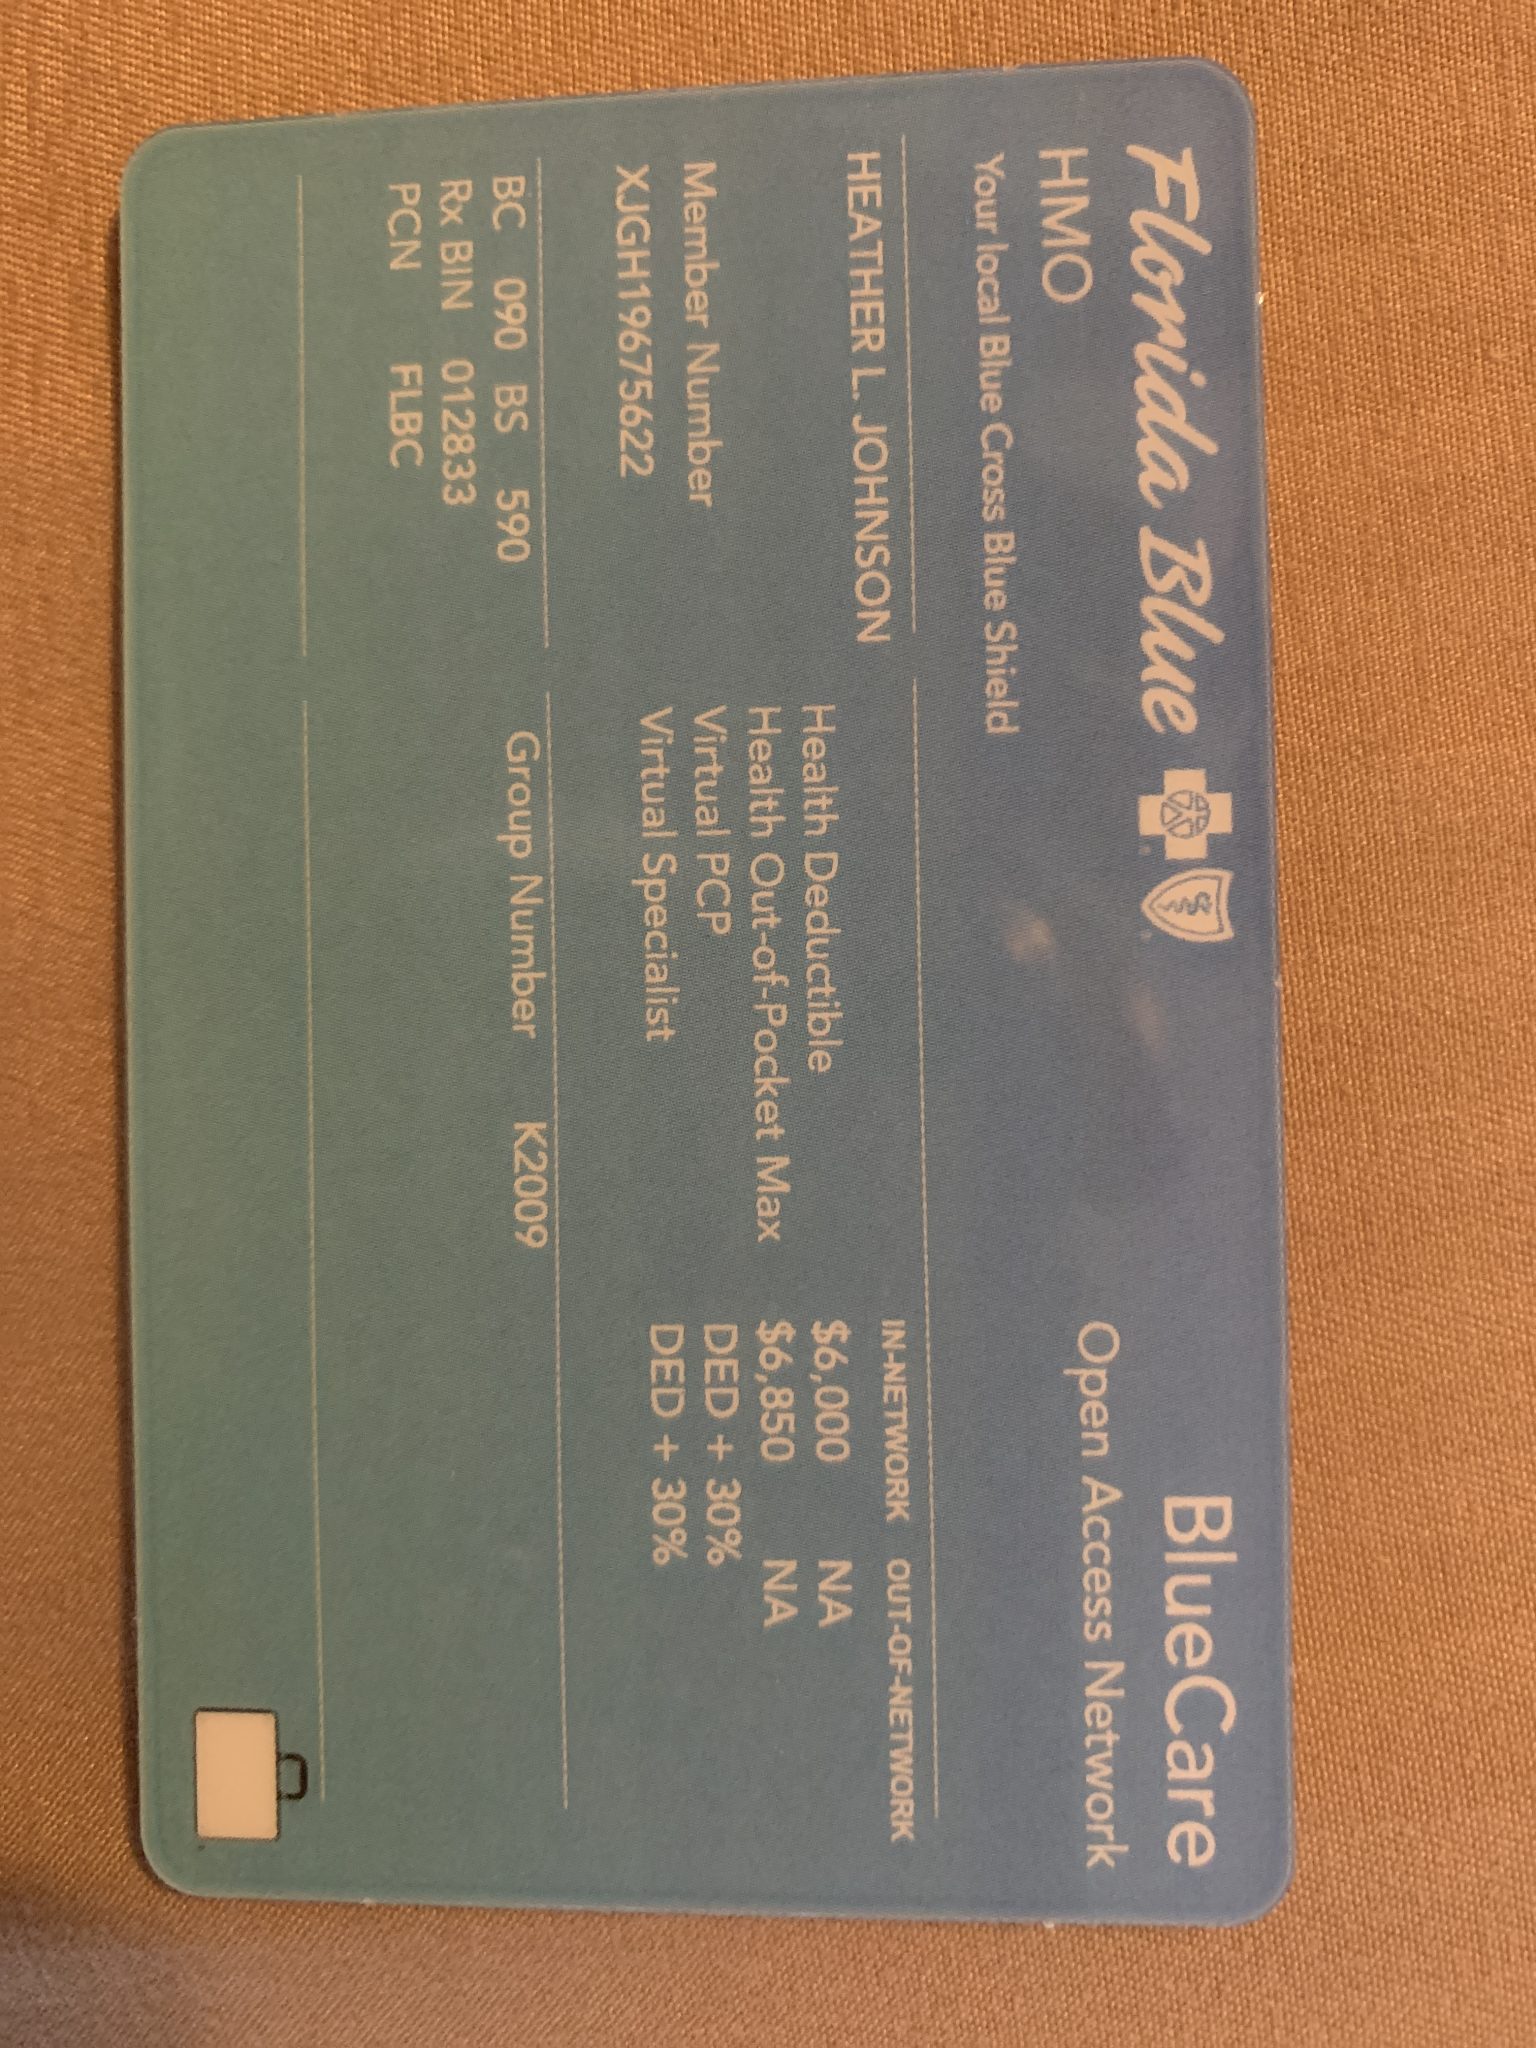 Florida Blue
BlueCare
HMO
Open Access Network
Your local Blue Cross Blue Shield
IN-NETWORK OUT-OF-NETWORK
HEATHER L. JOHNSON
Health Deductible $6,000 NA
Health Out-of-Pocket Max $6,850 NA
Member Number
Virtual PCP DED + 30%
XJGH19675622
Virtual Specialist DED + 30%
BC 090 BS 590
Group Number K2009
Rx BIN 012833
PCN FLBC